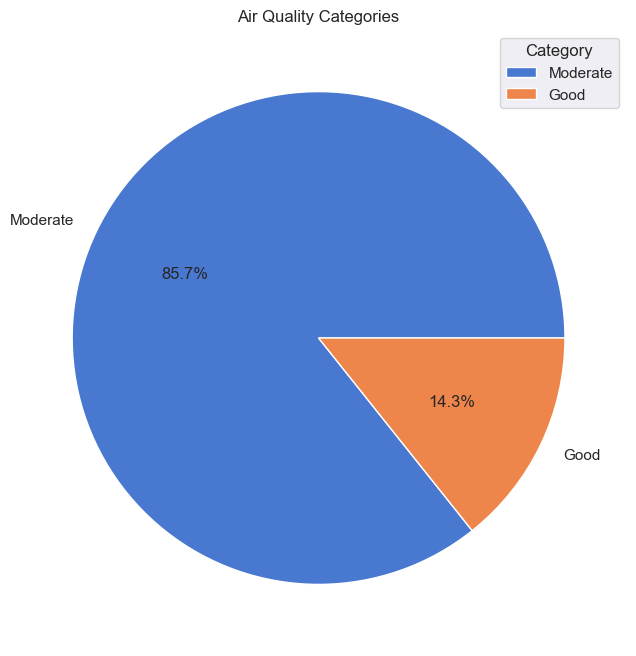 Air Quality Categories
Category
Moderate
Good
Moderate
85.7%
14.3%
Good